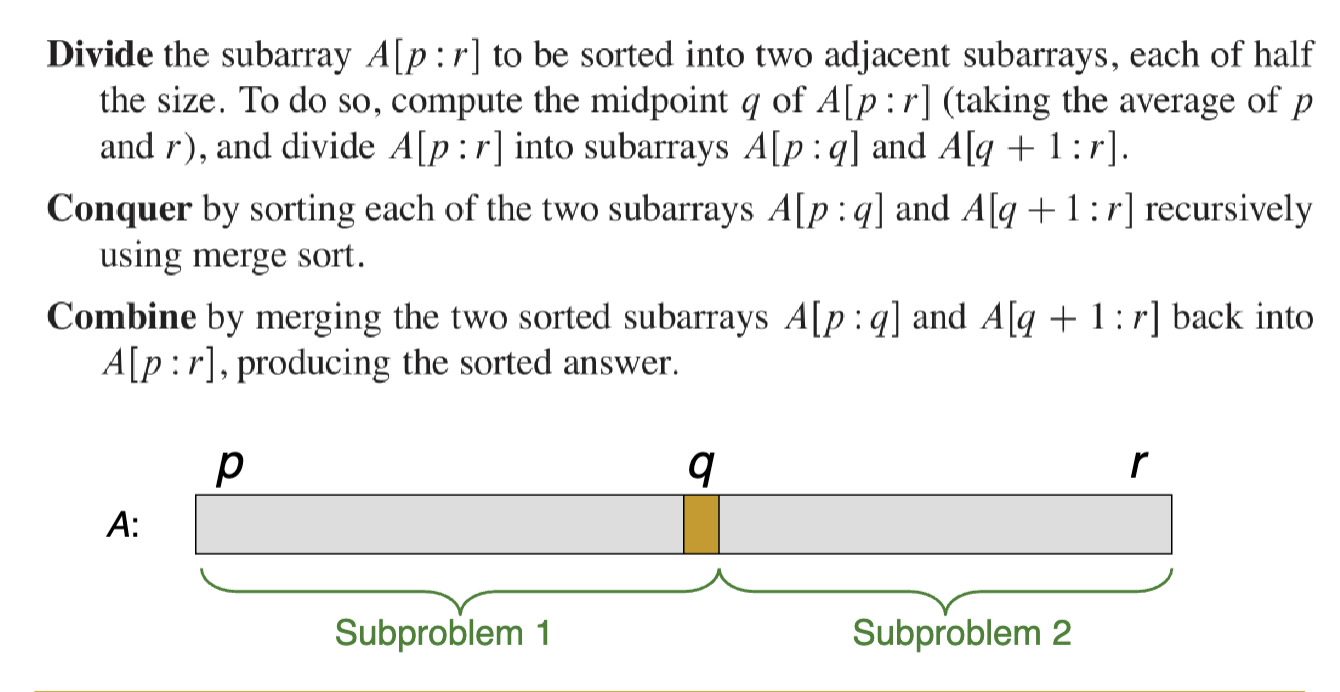 Divide the subarray A[p : r] to be sorted into two adjacent subarrays, each of half
the size. To do so, compute the midpoint q of A[p : r] (taking the average of p
and r), and divide A[p : r] into subarrays A[p : q] and A[q + 1 : r].
Conquer by sorting each of the two subarrays A[p : q] and A[q + 1 : r] recursively
using merge sort.
Combine by merging the two sorted subarrays A[p : q] and A[q + 1 : r] back into
A[p : r], producing the sorted answer.
p q r
A:
Subproblem 1 Subproblem 2